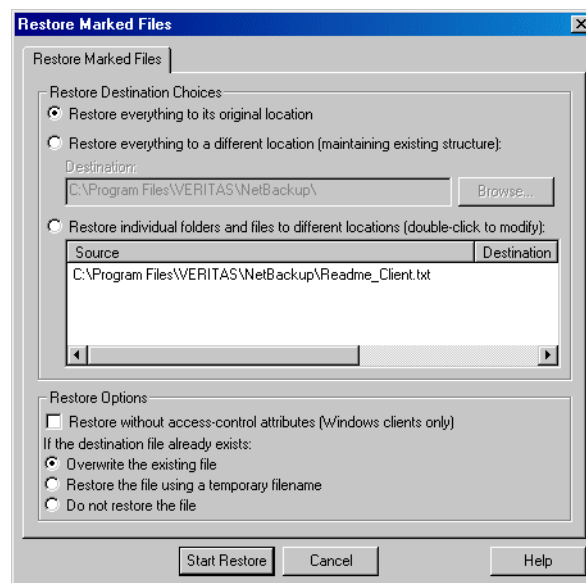 Restore Marked Files
Restore Marked Files
Restore Destination Choices
Restore everything to its original location
Restore everything to a different location (maintaining existing structure):
Destination:
C:\Program Files\VERITAS\NetBackup\
Browse...
Restore individual folders and files to different locations (double-click to modify):
Source Destination
C:\Program Files\VERITAS\NetBackup\Readme_Client.txt
Restore Options
Restore without access-control attributes (Windows clients only)
If the destination file already exists:
Overwrite the existing file
Restore the file using a temporary filename
Do not restore the file
Start Restore Cancel Help